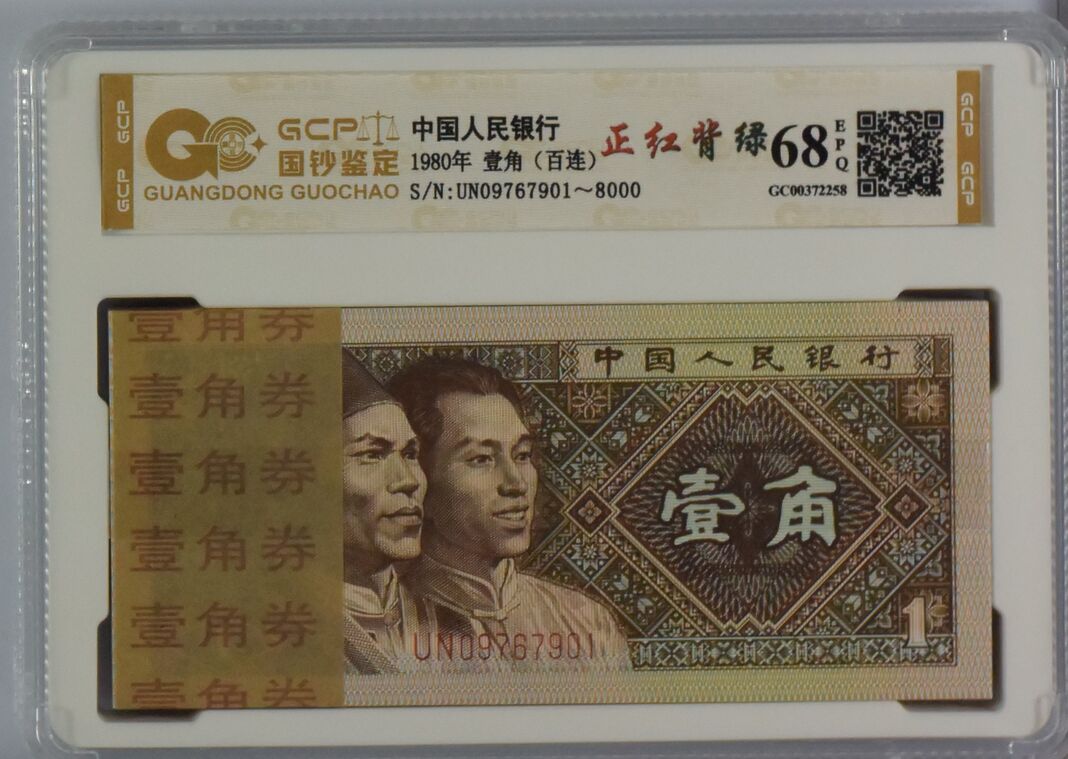 GCP
GCP
GCP
国钞鉴定
GUANGDONG GUOCHAO
中国人民银行
1980年 壹角（百连）
S/N:UN09767901～8000
正红背绿
68
EPQ
GC00372258
GCP
GCP
壹角券
壹角券
壹角券
壹角券
壹角券
壹角券
中国人民银行
壹角
1
UN09767901